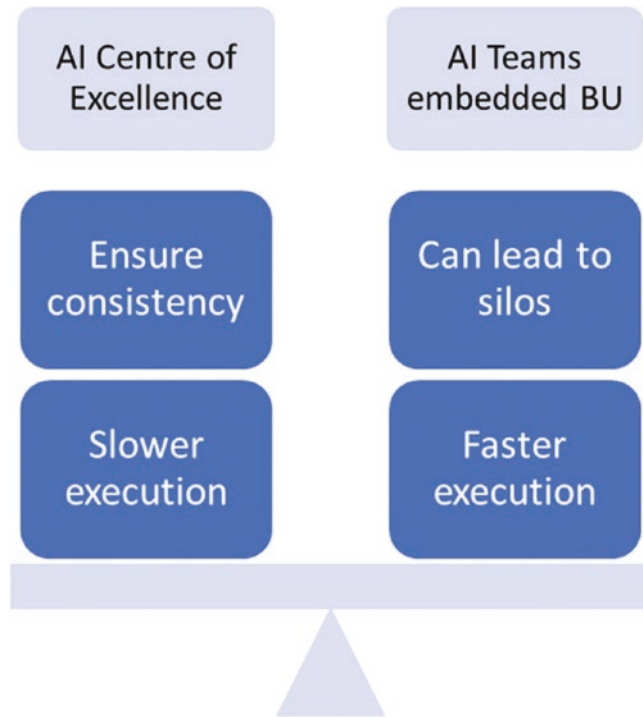 AI Centre of
Excellence
AI Teams
embedded BU
Ensure
consistency
Can lead to
silos
Slower
execution
Faster
execution